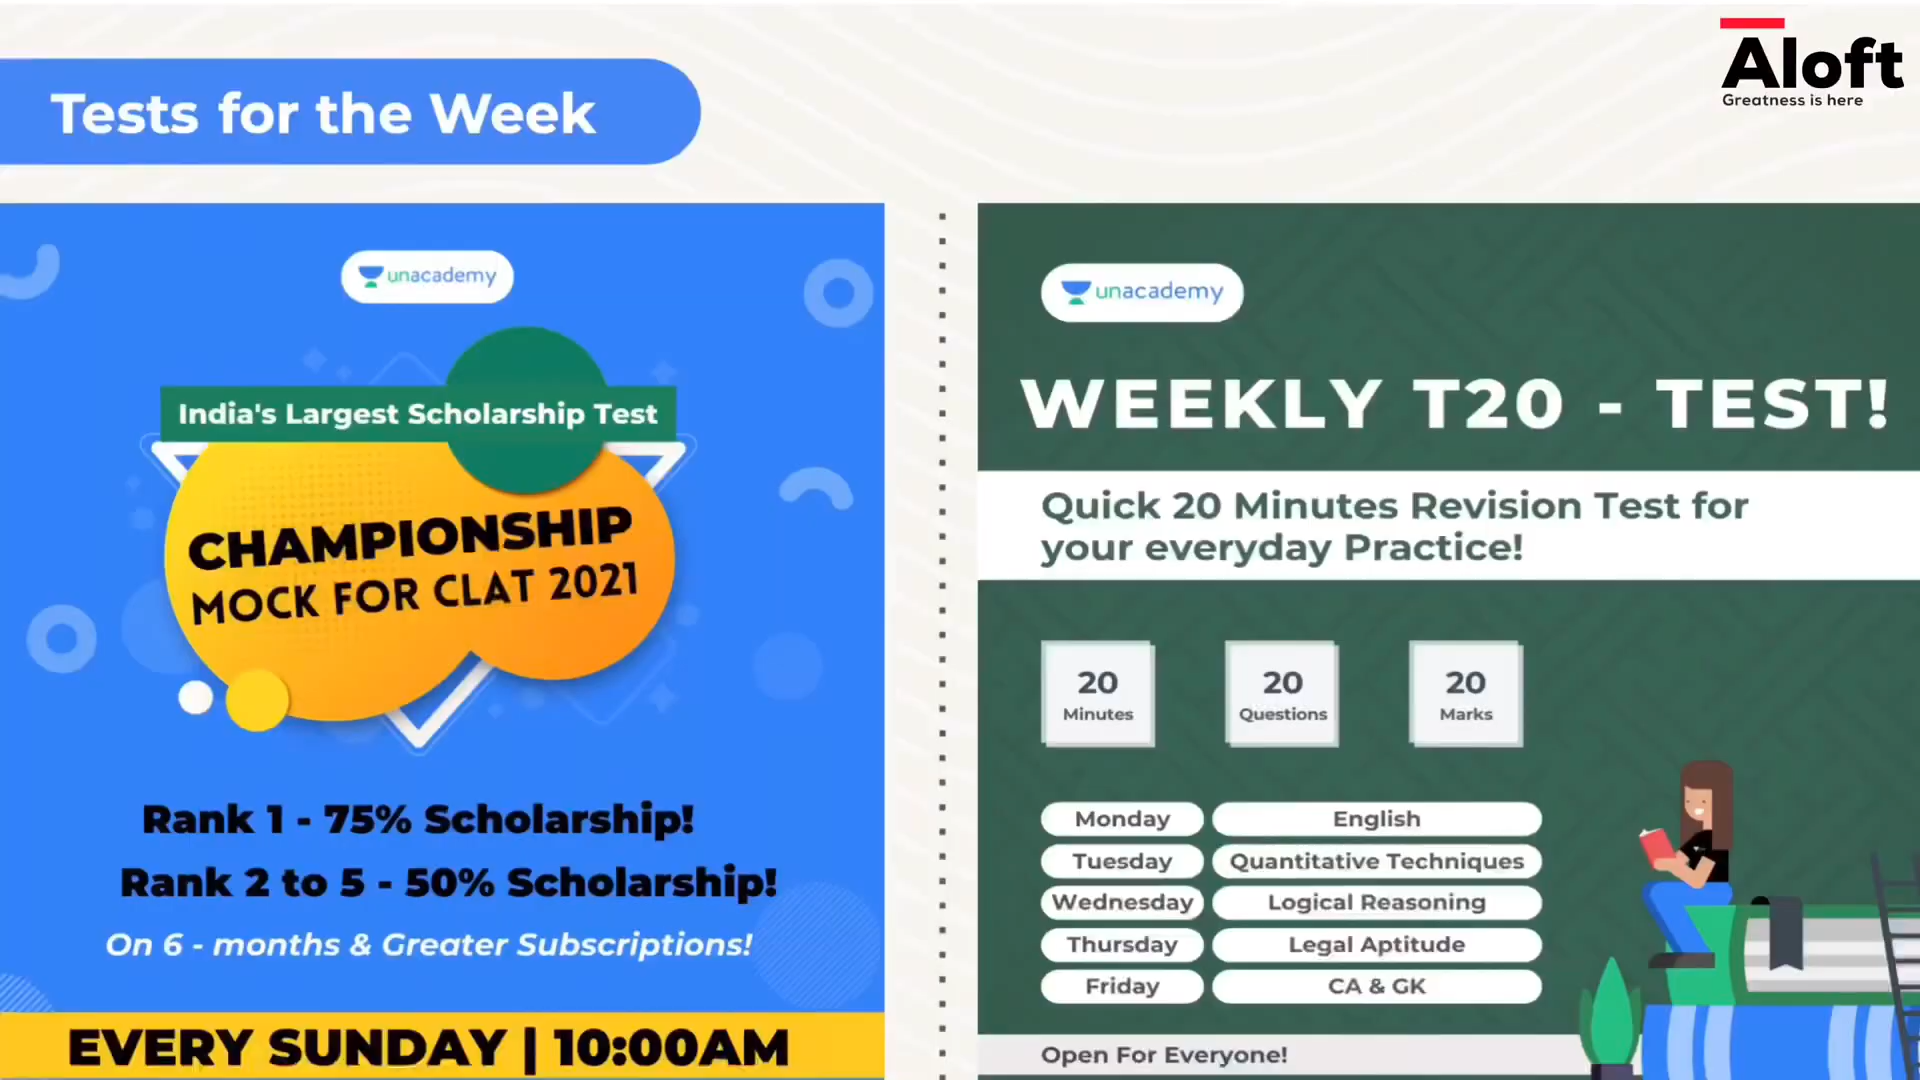 Aloft
Greatness is here
Tests for the Week
unacademy
India's Largest Scholarship Test
CHAMPIONSHIP
MOCK FOR CLAT 2021
Rank 1 - 75% Scholarship!
Rank 2 to 5 - 50% Scholarship!
On 6 - months & Greater Subscriptions!
EVERY SUNDAY | 10:00AM
unacademy
WEEKLY T20 - TEST!
Quick 20 Minutes Revision Test for
your everyday Practice!
20 20 20
Minutes Questions Marks
Monday English
Tuesday Quantitative Techniques
Wednesday Logical Reasoning
Thursday Legal Aptitude
Friday CA & GK
Open For Everyone!